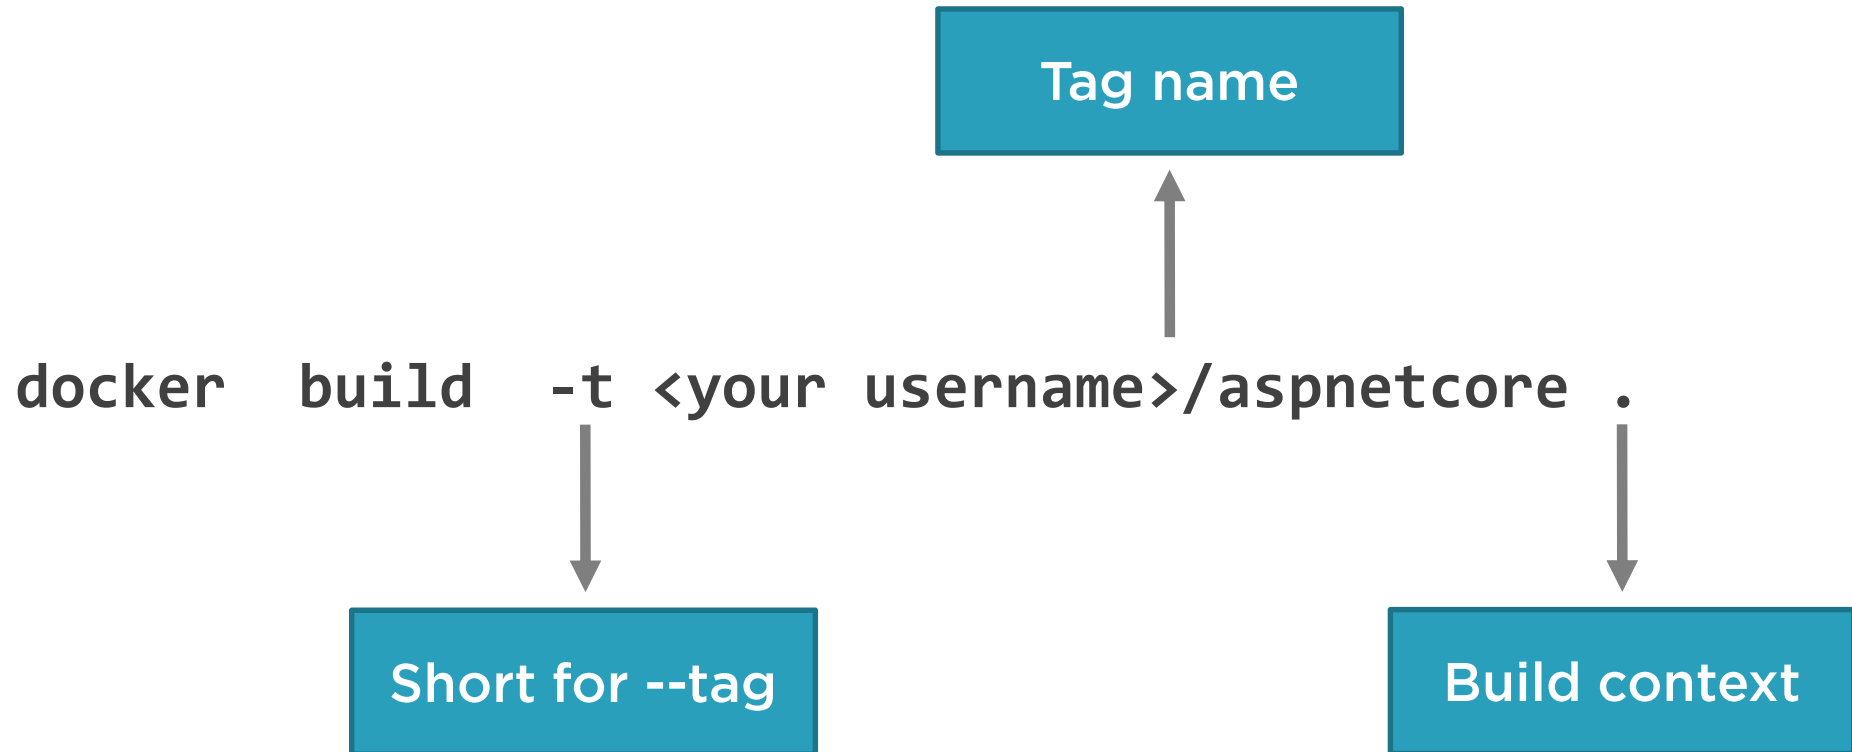 Tag name
docker build -t <your username>/aspnetcore .
Short for --tag
Build context